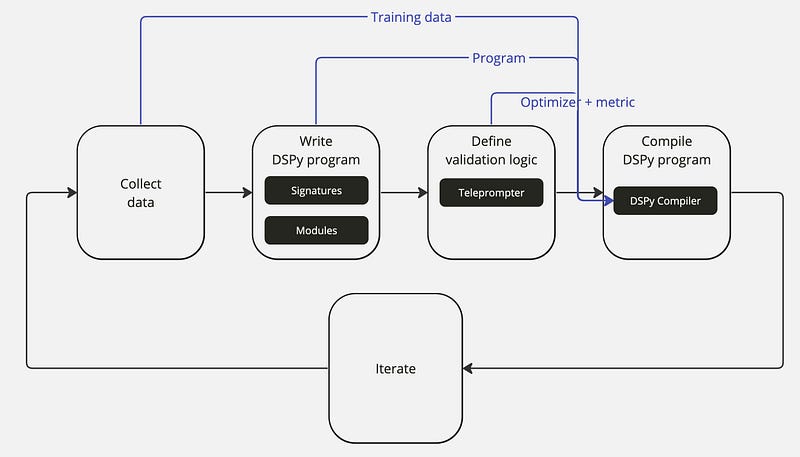 Training data
Program
Optimizer + metric
Collect
data
Write
DSPy program
Signatures
Modules
Define
validation logic
Teleprompter
Compile
DSPy program
DSPy Compiler
Iterate